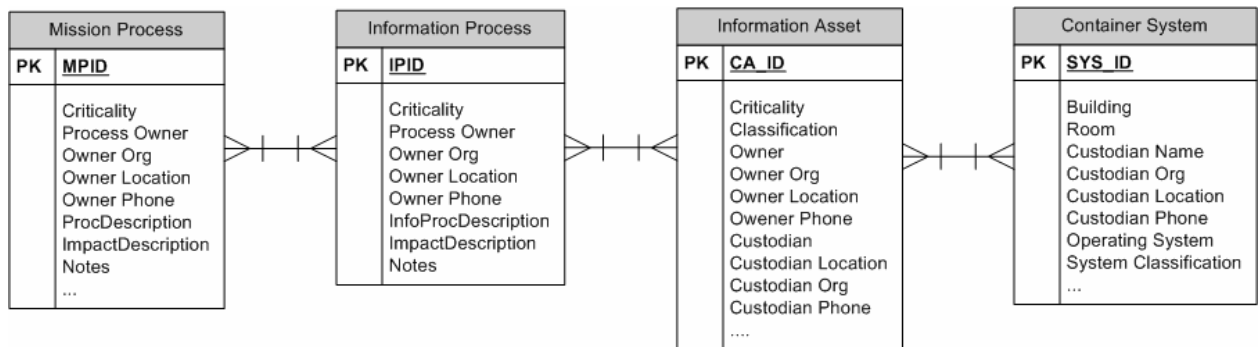 Mission Process
PK MPID
Criticality
Process Owner
Owner Org
Owner Location
Owner Phone
ProcDescription
ImpactDescription
Notes
...
Information Process
PK IPID
Criticality
Process Owner
Owner Org
Owner Location
Owner Phone
InfoProcDescription
ImpactDescription
Notes
...
Information Asset
PK CA_ID
Criticality
Classification
Owner
Owner Org
Owner Location
Owener Phone
Custodian
Custodian Location
Custodian Org
Custodian Phone
....
Container System
PK SYS_ID
Building
Room
Custodian Name
Custodian Org
Custodian Location
Custodian Phone
Operating System
System Classification
...